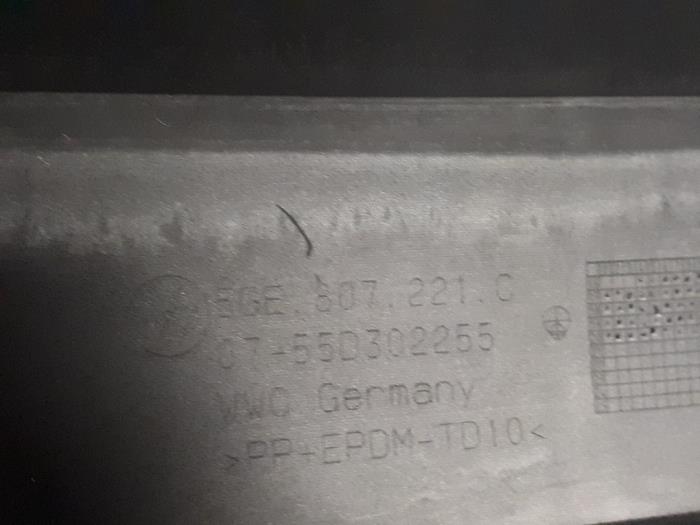 5GE.807.221.C
07-55D302255
VWC Germany
>PP+EPDM-TD10<